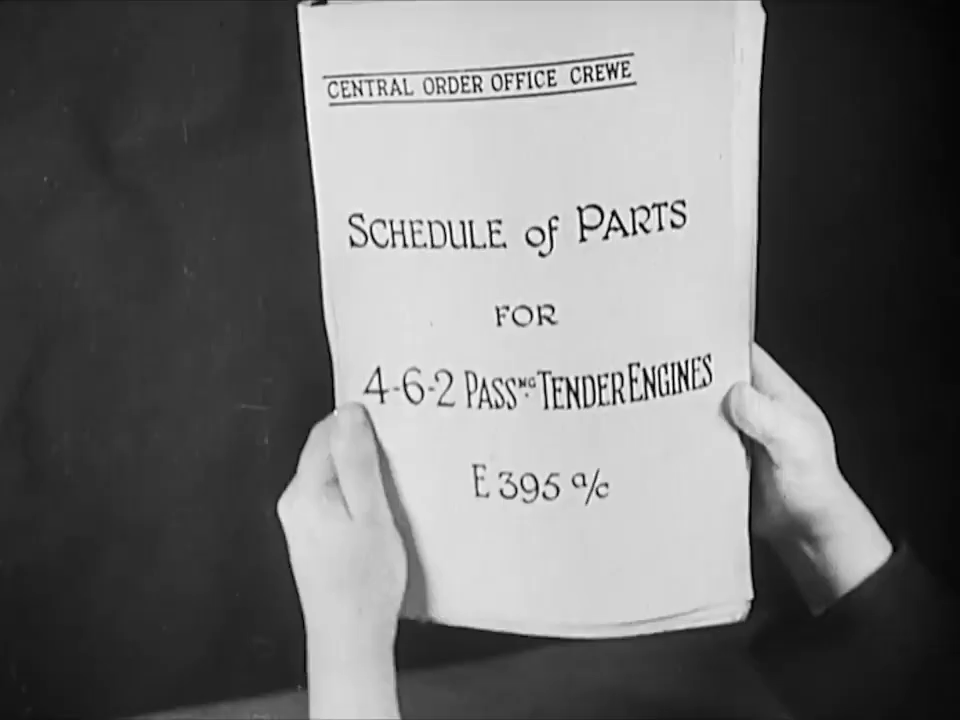 CENTRAL ORDER OFFICE CREWE
SCHEDULE of PARTS
FOR
4-6-2 PASSNG. TENDER ENGINES
E 395 a/c